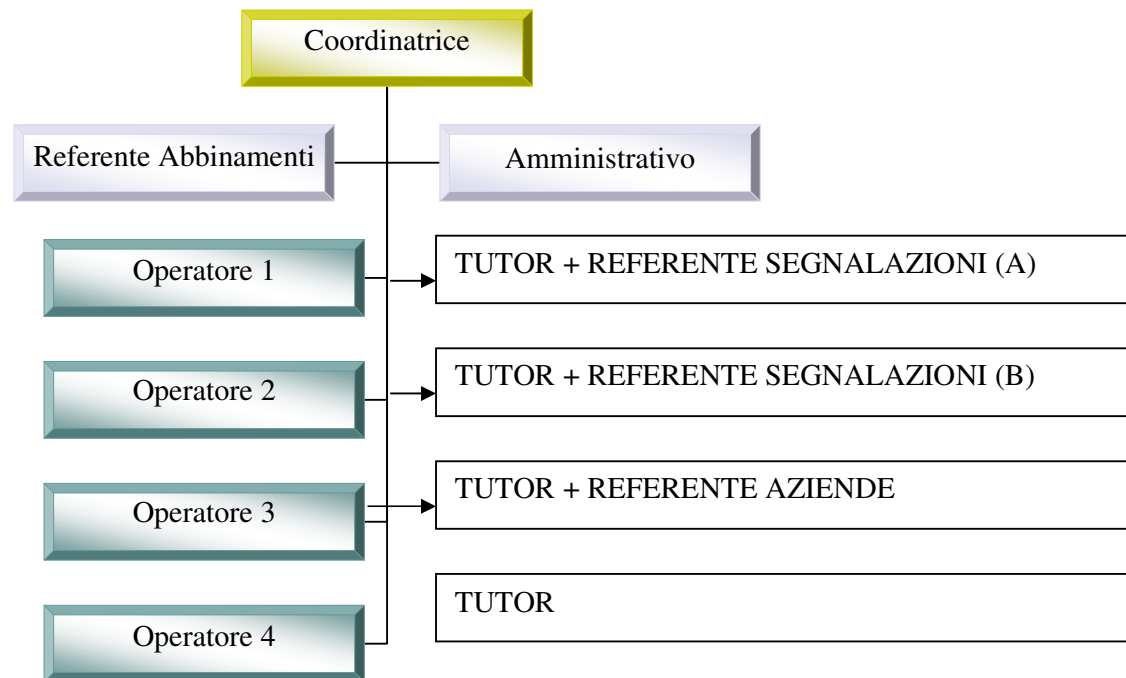 Coordinatrice
Referente Abbinamenti
Amministrativo
Operatore 1
TUTOR + REFERENTE SEGNALAZIONI (A)
Operatore 2
TUTOR + REFERENTE SEGNALAZIONI (B)
Operatore 3
TUTOR + REFERENTE AZIENDE
Operatore 4
TUTOR